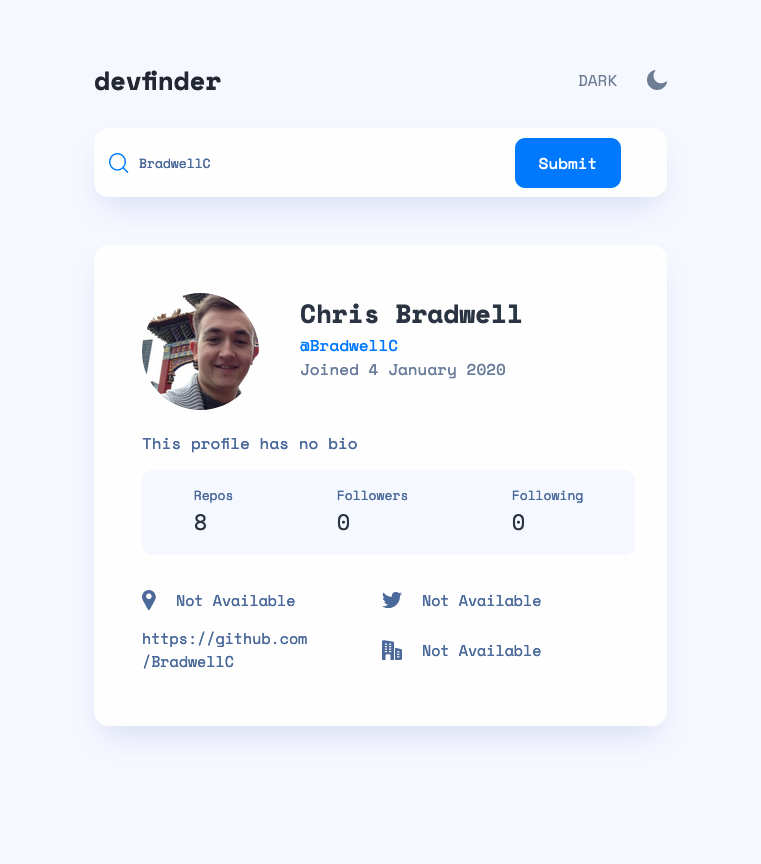 devfinder
DARK
BradwellC
Submit
Chris Bradwell
@BradwellC
Joined 4 January 2020
This profile has no bio
Repos Followers Following
8 0 0
Not Available
Not Available
https://github.com
/BradwellC
Not Available